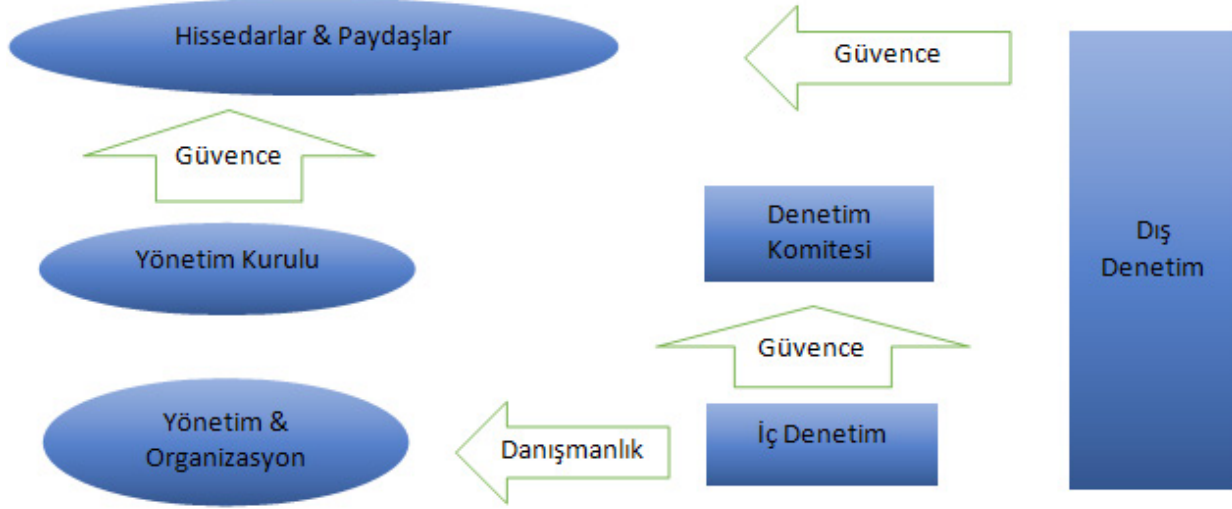 Hissedarlar & Paydaşlar
Güvence
Güvence
Denetim
Komitesi
Dış
Denetim
Yönetim Kurulu
Güvence
Yönetim &
Organizasyon
Danışmanlık
İç Denetim